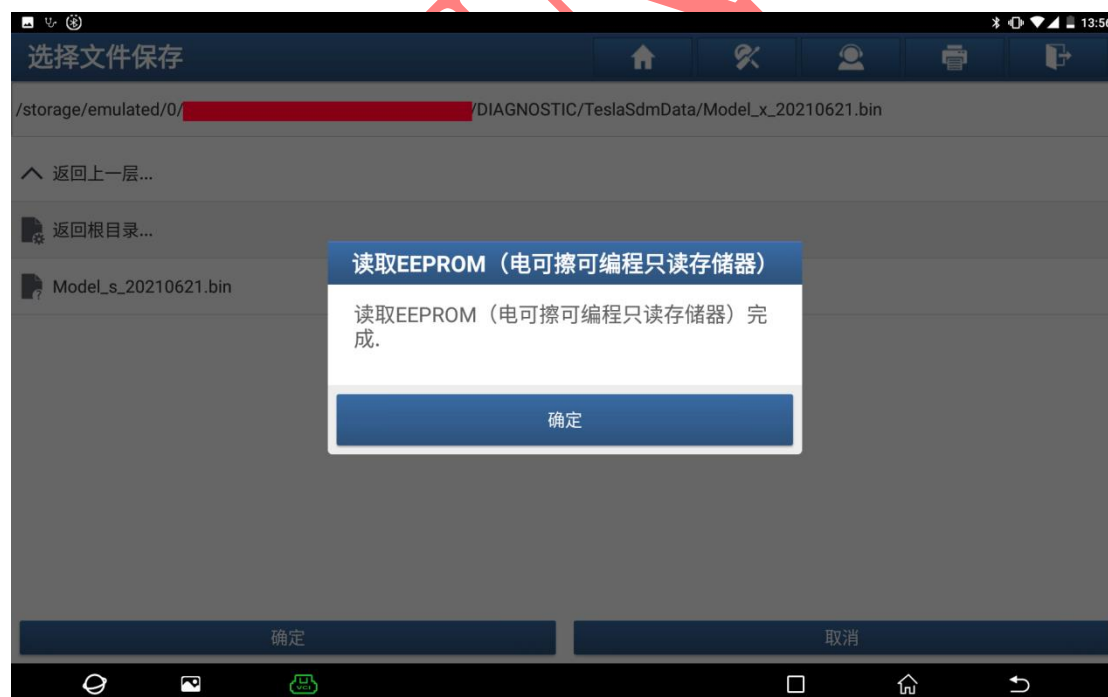 13:56
选择文件保存
/storage/emulated/0/ /DIAGNOSTIC/TeslaSdmData/Model_x_20210621.bin
返回上一层...
返回根目录...
Model_s_20210621.bin
读取EEPROM（电可擦可编程只读存储器）
读取EEPROM（电可擦可编程只读存储器）完
成.
确定
确定
取消
VCI